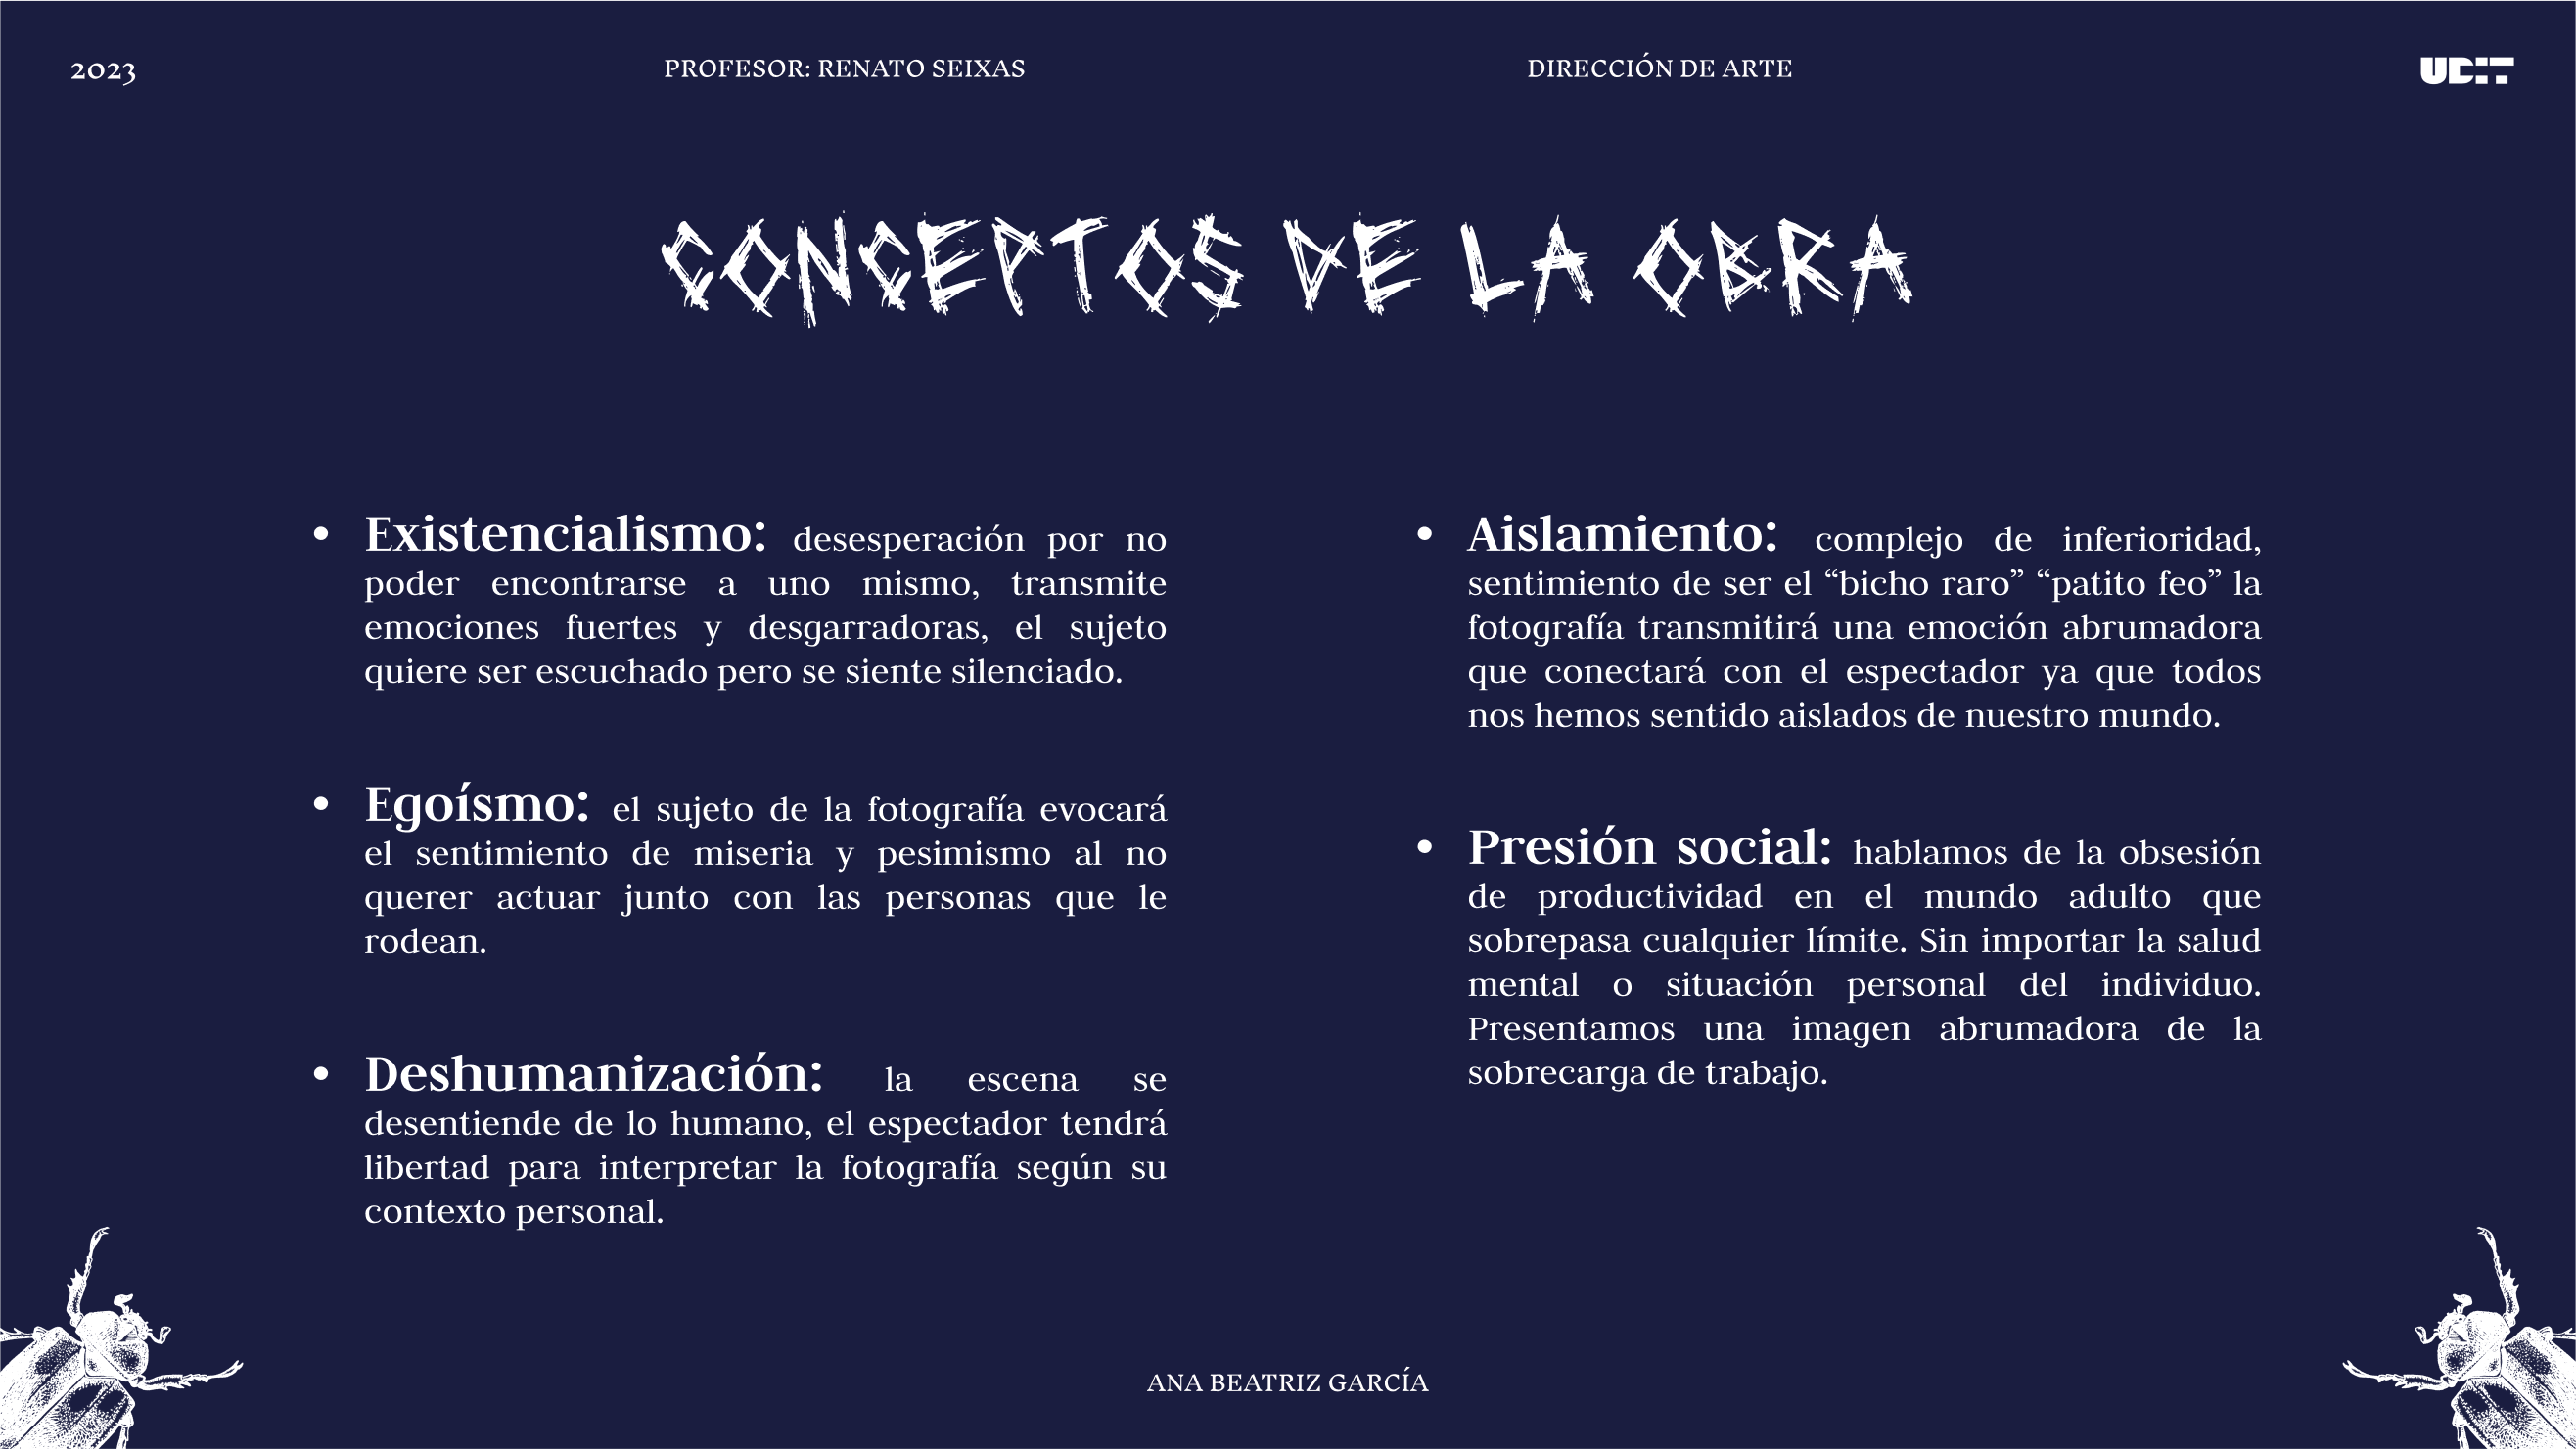 2023
PROFESOR: RENATO SEIXAS
DIRECCIÓN DE ARTE
UDIT
CONCEPTOS DE LA OBRA
• Existencialismo: desesperación por no
poder encontrarse a uno mismo, transmite
emociones fuertes y desgarradoras, el sujeto
quiere ser escuchado pero se siente silenciado.
• Egoísmo: el sujeto de la fotografía evocará
el sentimiento de miseria y pesimismo al no
querer actuar junto con las personas que le
rodean.
• Deshumanización: la escena se
desentiende de lo humano, el espectador tendrá
libertad para interpretar la fotografía según su
contexto personal.
• Aislamiento: complejo de inferioridad,
sentimiento de ser el “bicho raro” “patito feo” la
fotografía transmitirá una emoción abrumadora
que conectará con el espectador ya que todos
nos hemos sentido aislados de nuestro mundo.
• Presión social: hablamos de la obsesión
de productividad en el mundo adulto que
sobrepasa cualquier límite. Sin importar la salud
mental o situación personal del individuo.
Presentamos una imagen abrumadora de la
sobrecarga de trabajo.
ANA BEATRIZ GARCÍA